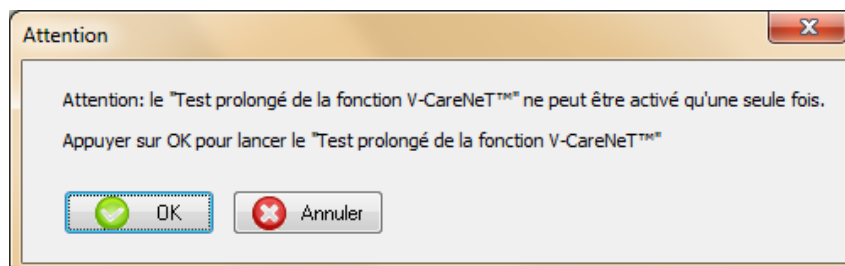 Attention
Attention: le "Test prolongé de la fonction V-CareNeT™" ne peut être activé qu'une seule fois.
Appuyer sur OK pour lancer le "Test prolongé de la fonction V-CareNeT™"
OK Annuler